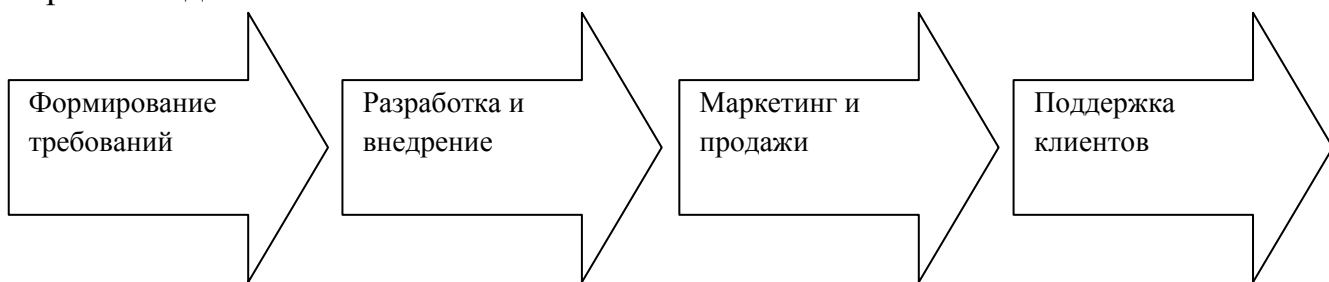 Формирование
требований
Разработка и
внедрение
Маркетинг и
продажи
Поддержка
клиентов